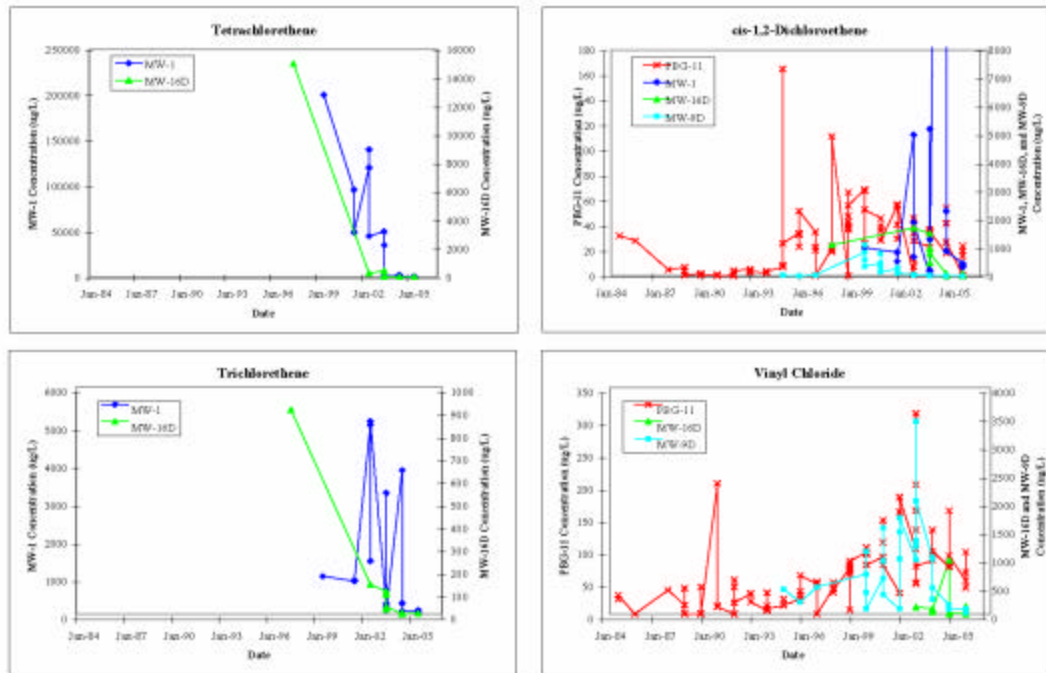 Tetrachlorethene
250000
200000
150000
100000
50000
0
MW-1 Concentration (ug/L)
MW-1
MW-16D
16000
14000
12000
10000
8000
6000
4000
2000
0
MW-16D Concentration (ug/L)
Jan-84 Jan-87 Jan-90 Jan-93 Jan-96 Jan-99 Jan-02 Jan-05
Date
cis-1,2-Dichloroethene
180
160
140
120
100
80
60
40
20
0
PBG-11 Concentration (ug/L)
PBG-11
MW-1
MW-16D
MW-9D
8000
7000
6000
5000
4000
3000
2000
1000
0
MW-1, MW-16D, and MW-9D
Concentration (ug/L)
Jan-84 Jan-87 Jan-90 Jan-93 Jan-96 Jan-99 Jan-02 Jan-05
Date
Trichlorethene
6000
5000
4000
3000
2000
1000
0
MW-1 Concentration (ug/L)
MW-1
MW-16D
1000
900
800
700
600
500
400
300
200
100
0
MW-16D Concentration (ug/L)
Jan-84 Jan-87 Jan-90 Jan-93 Jan-96 Jan-99 Jan-02 Jan-05
Date
Vinyl Chloride
350
300
250
200
150
100
50
0
PBG-11 Concentration (ug/L)
PBG-11
MW-16D
MW-9D
4000
3500
3000
2500
2000
1500
1000
500
0
MW-16D and MW-9D
Concentration (ug/L)
Jan-84 Jan-87 Jan-90 Jan-93 Jan-96 Jan-99 Jan-02 Jan-05
Date